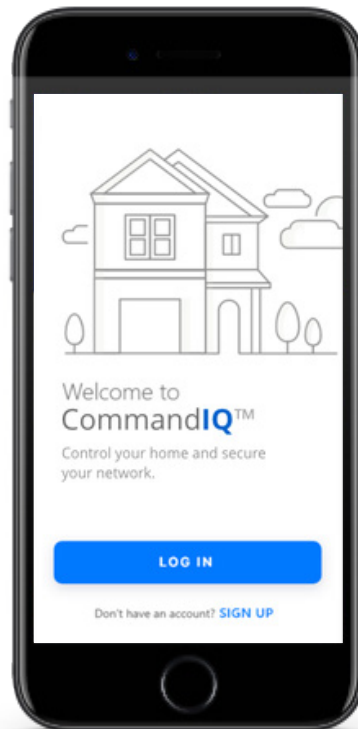 Welcome to
CommandIQ™
Control your home and secure
your network.
LOG IN
Don't have an account? SIGN UP